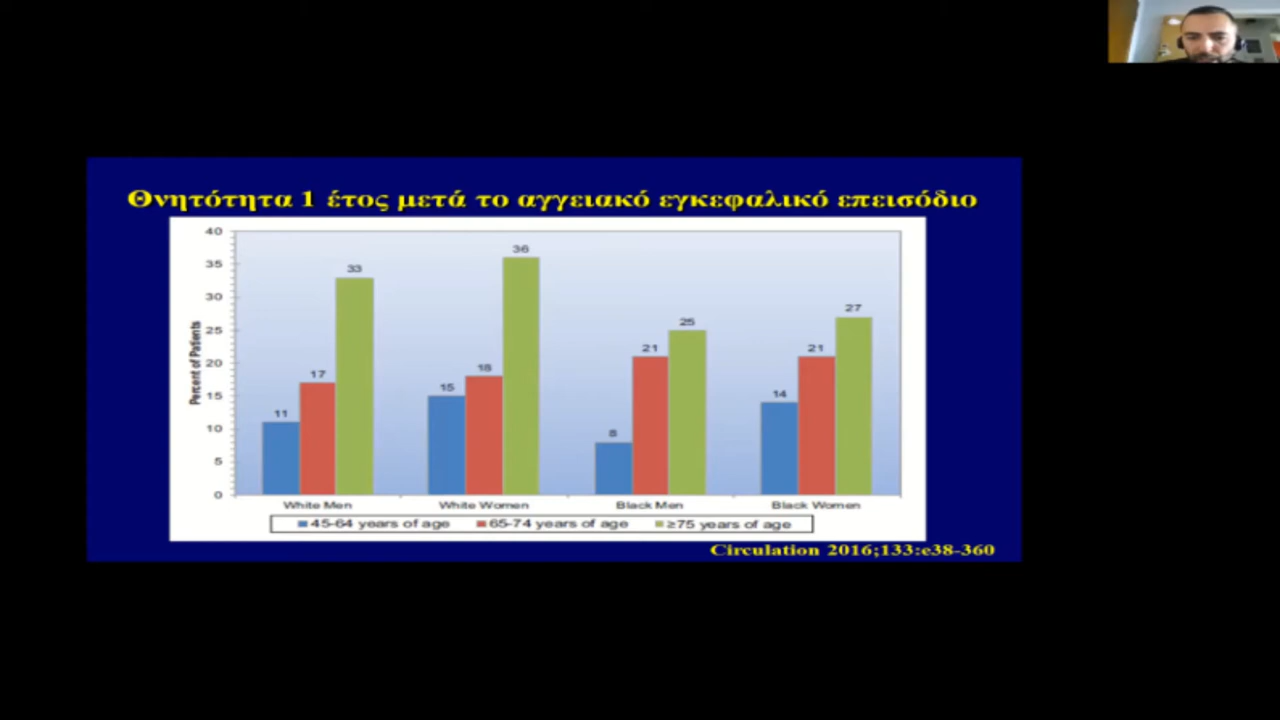 Θνητότητα 1 έτος μετά το αγγειακό εγκεφαλικό επεισόδιο
Percent of Patients
40
35
30
25
20
15
10
5
0
11
17
33
15
18
36
8
21
25
14
21
27
White Men
White Women
Black Men
Black Women
45-64 years of age
65-74 years of age
≥75 years of age
Circulation 2016;133:e38-360